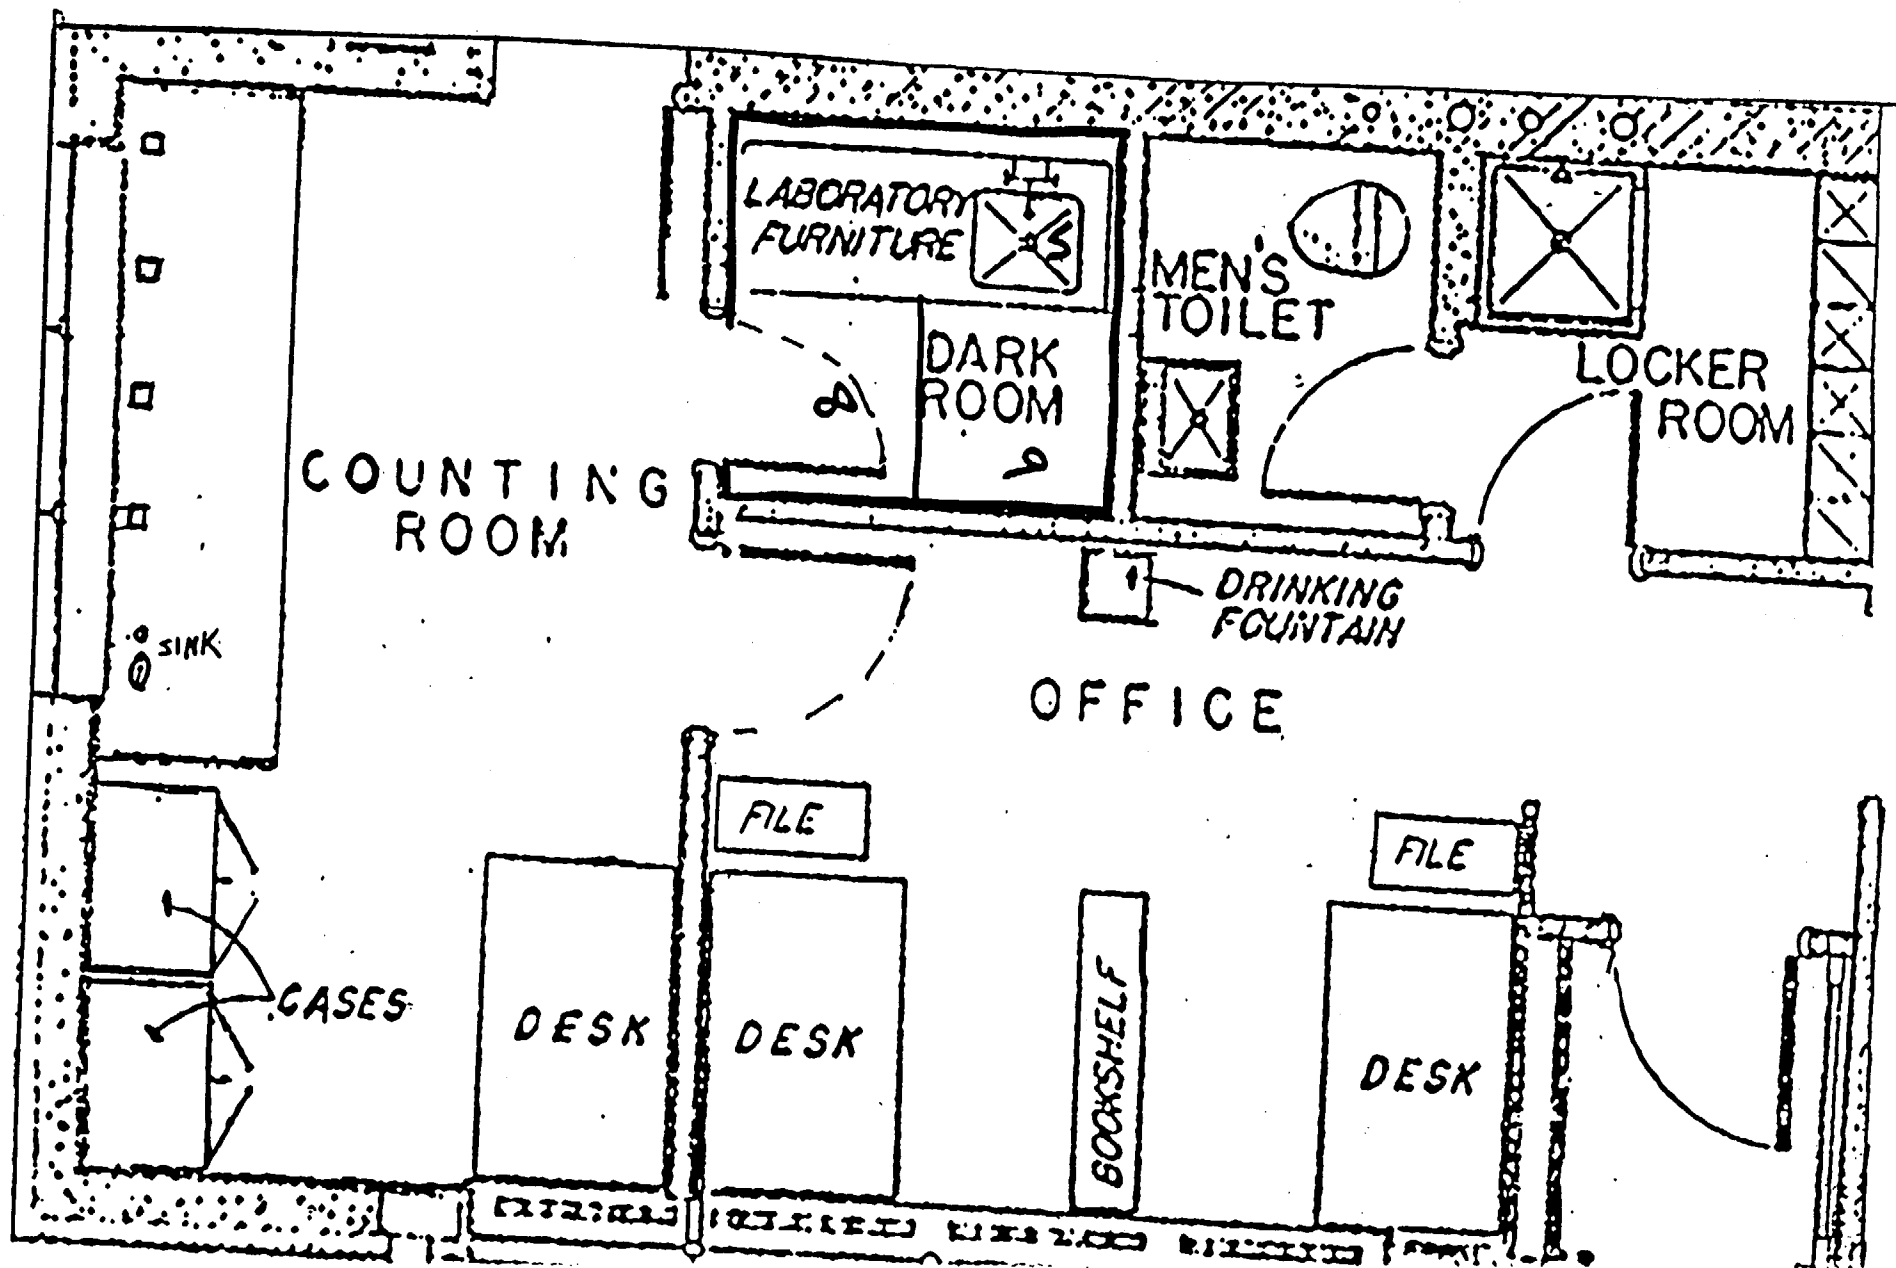 LABORATORY
FURNITURE
MEN'S
TOILET
DARK
ROOM
LOCKER
ROOM
COUNTING
ROOM
DRINKING
FOUNTAIN
SINK
OFFICE
FILE
FILE
CASES
DESK
DESK
BOOKSHELF
DESK